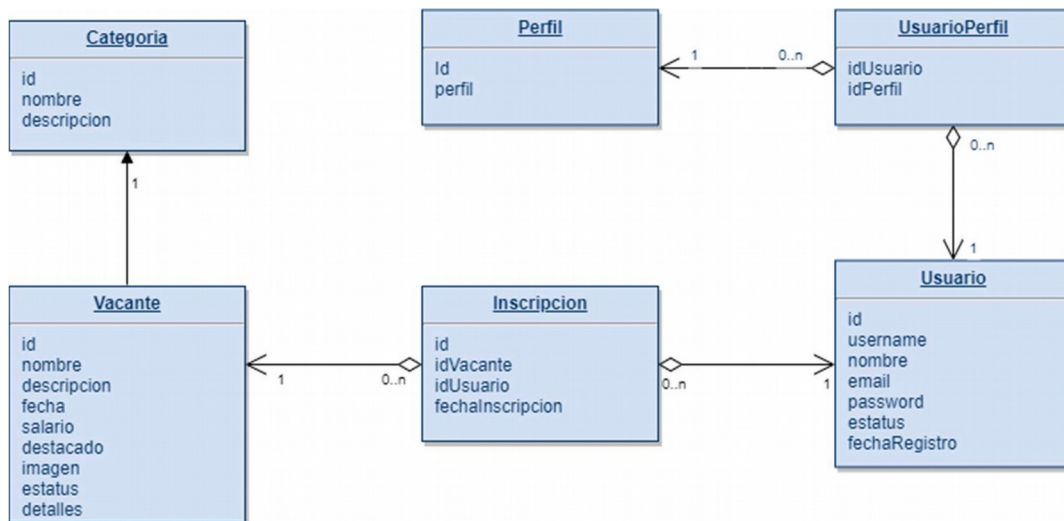 Categoria
id
nombre
descripcion
1
Perfil
Id
perfil
1
0..n
UsuarioPerfil
idUsuario
idPerfil
0..n
1
Vacante
id
nombre
descripcion
fecha
salario
destacado
imagen
estatus
detalles
1
0..n
Inscripcion
id
idVacante
idUsuario
fechaInscripcion
0..n
1
Usuario
id
username
nombre
email
password
estatus
fechaRegistro